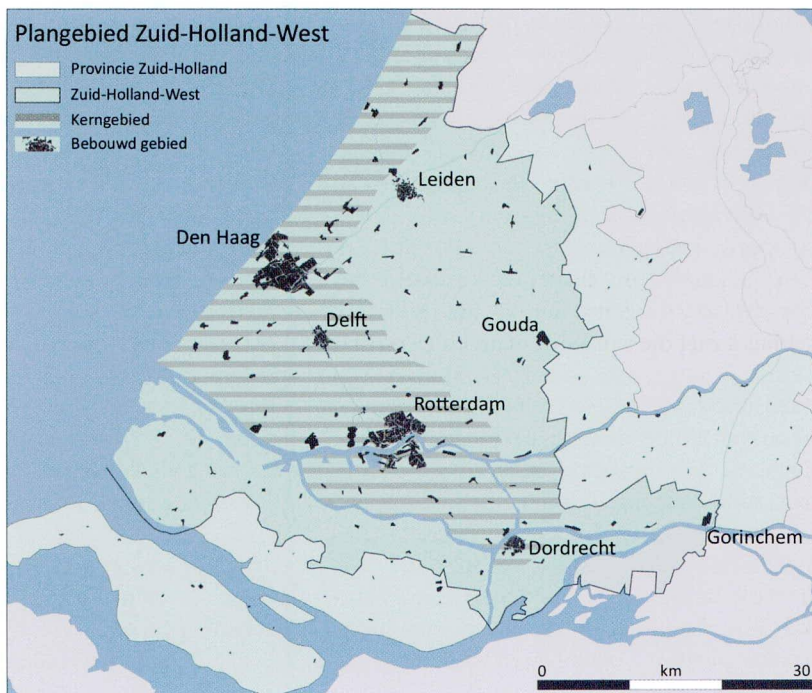 Plangebied Zuid-Holland-West
Provincie Zuid-Holland
Zuid-Holland-West
Kerngebied
Bebouwd gebied
Leiden
Den Haag
Delft
Gouda
Rotterdam
Gorinchem
Dordrecht
0 km 30